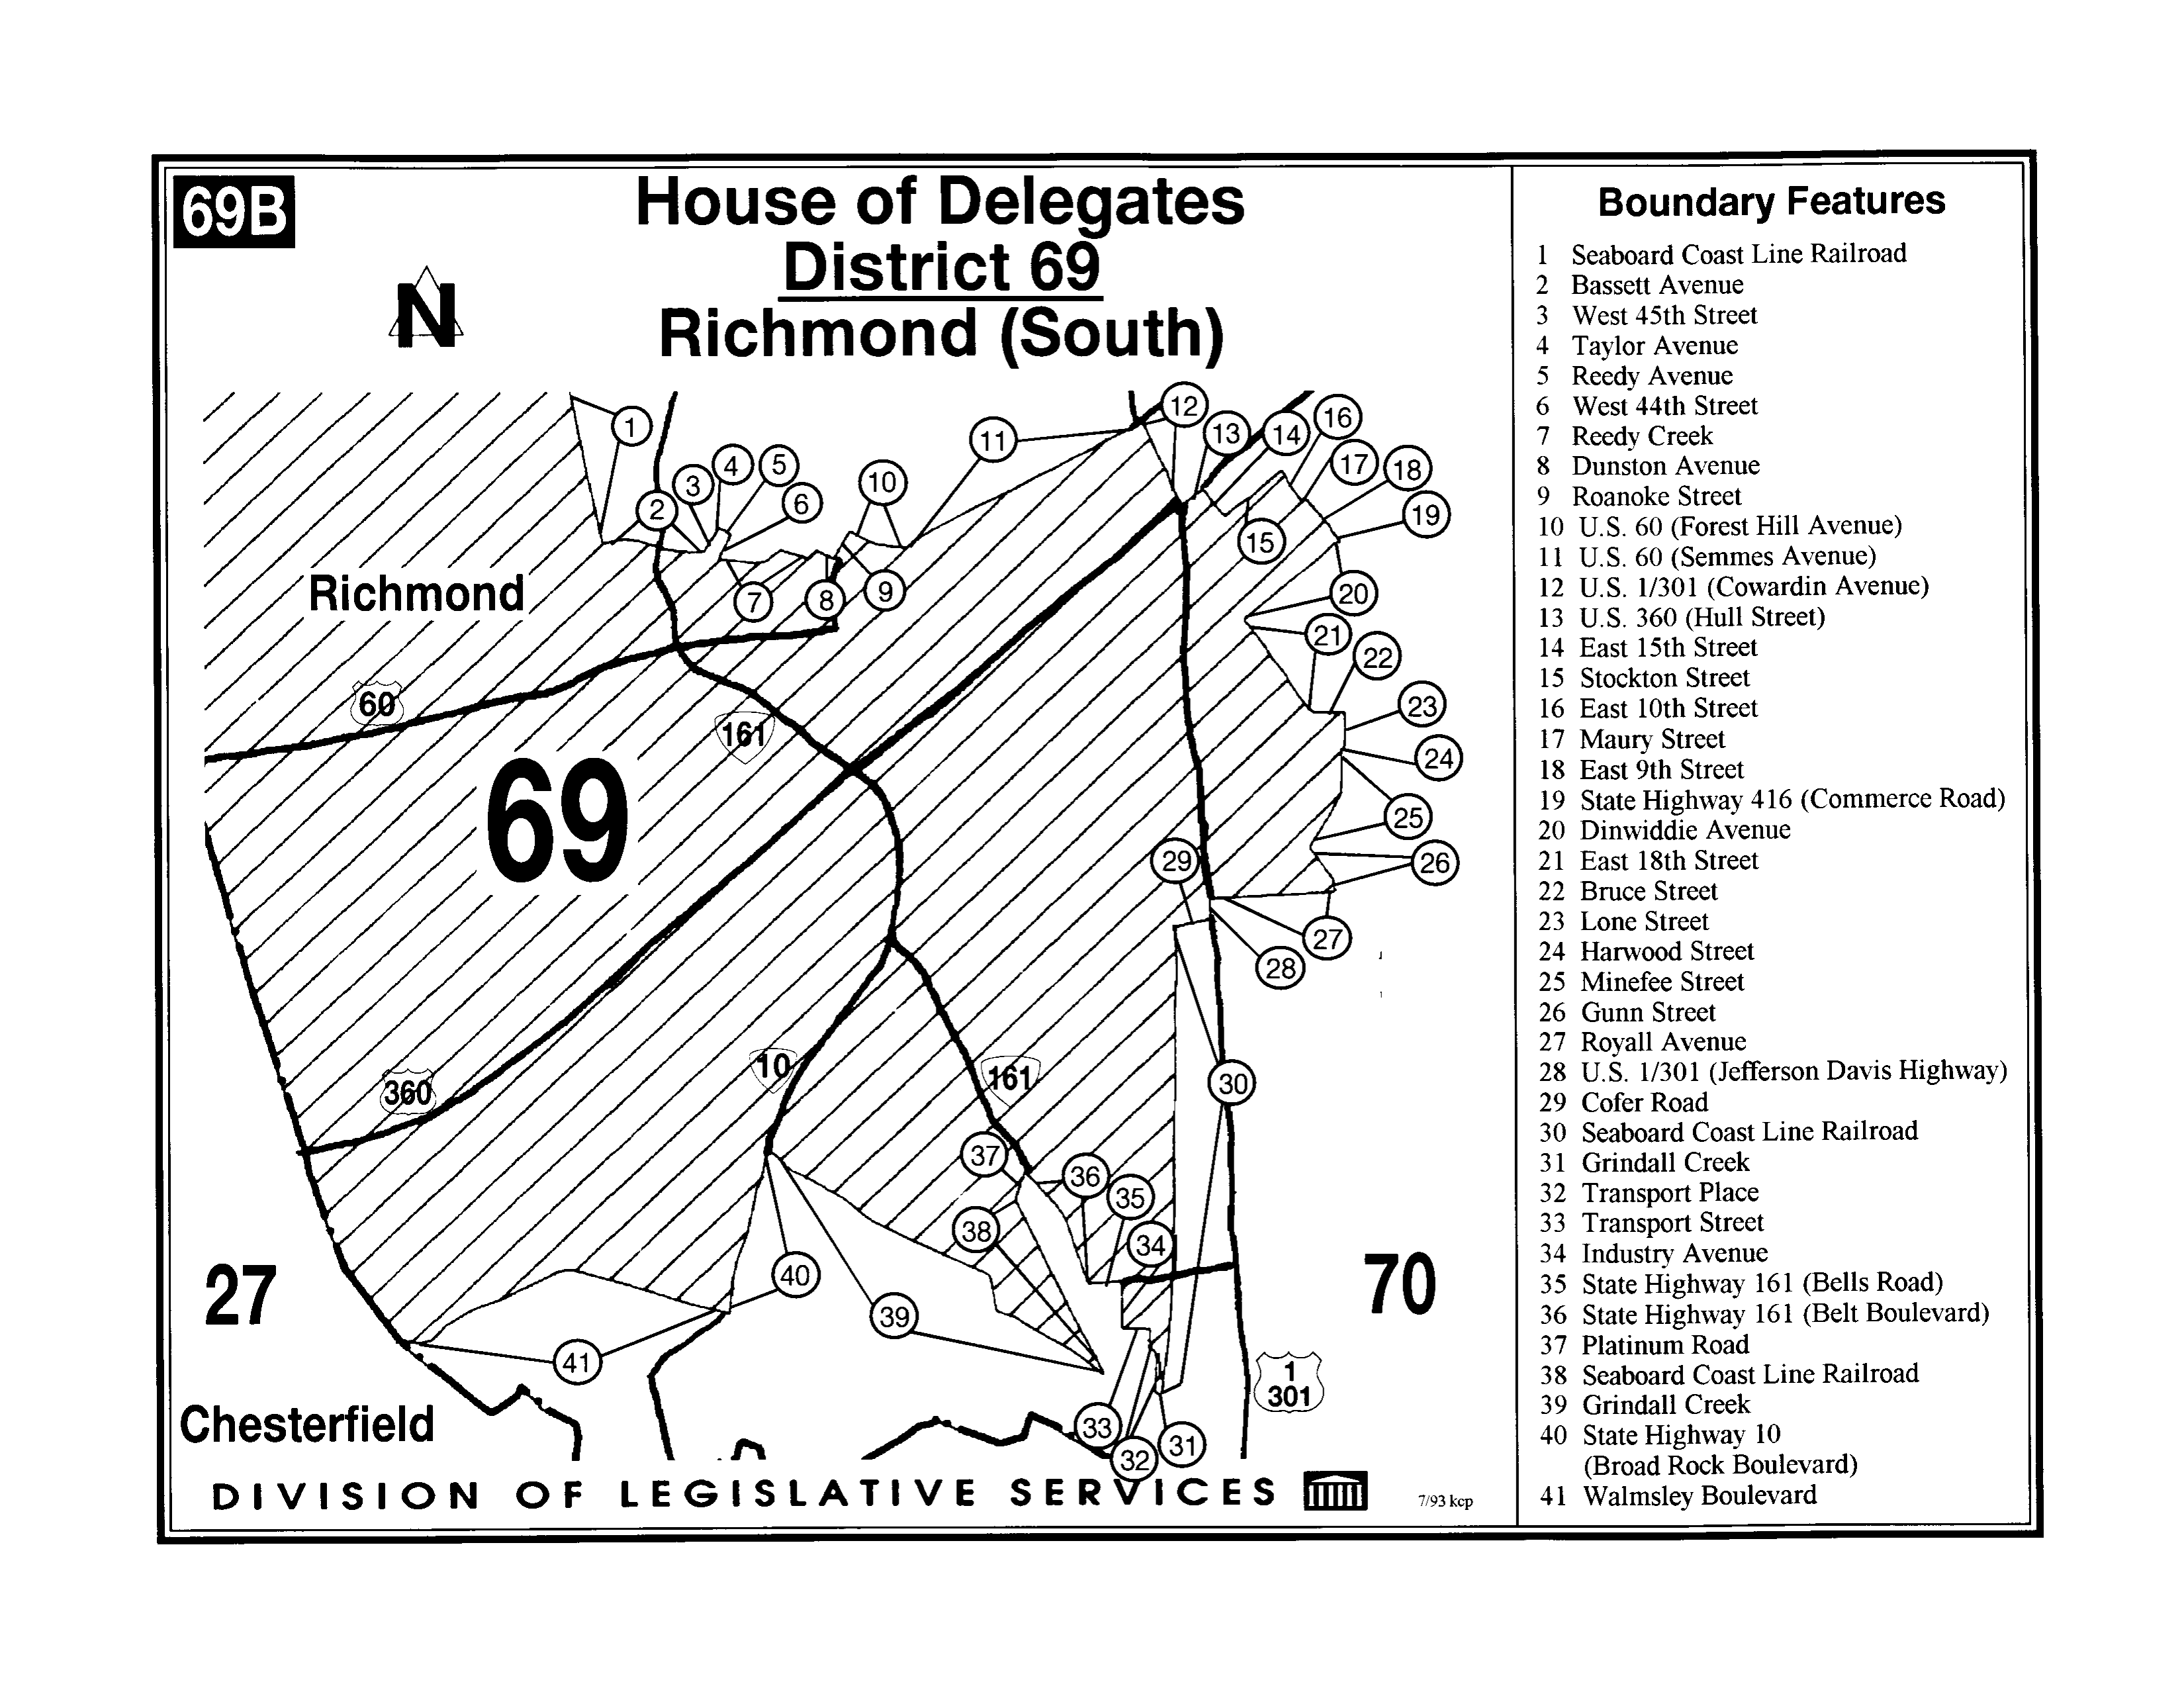 69B
House of Delegates
District 69
Richmond (South)
N
1
2
3
4
5
6
7
8
9
10
11
12
13
14
15
16
17
18
19
20
21
22
23
24
25
26
27
28
29
30
31
32
33
34
35
36
37
38
39
40
41
Richmond
60
161
69
360
10
161
27
70
1
301
Chesterfield
DIVISION OF LEGISLATIVE SERVICES
7/93 kcp
Boundary Features
1 Seaboard Coast Line Railroad
2 Bassett Avenue
3 West 45th Street
4 Taylor Avenue
5 Reedy Avenue
6 West 44th Street
7 Reedy Creek
8 Dunston Avenue
9 Roanoke Street
10 U.S. 60 (Forest Hill Avenue)
11 U.S. 60 (Semmes Avenue)
12 U.S. 1/301 (Cowardin Avenue)
13 U.S. 360 (Hull Street)
14 East 15th Street
15 Stockton Street
16 East 10th Street
17 Maury Street
18 East 9th Street
19 State Highway 416 (Commerce Road)
20 Dinwiddie Avenue
21 East 18th Street
22 Bruce Street
23 Lone Street
24 Harwood Street
25 Minefee Street
26 Gunn Street
27 Royall Avenue
28 U.S. 1/301 (Jefferson Davis Highway)
29 Cofer Road
30 Seaboard Coast Line Railroad
31 Grindall Creek
32 Transport Place
33 Transport Street
34 Industry Avenue
35 State Highway 161 (Bells Road)
36 State Highway 161 (Belt Boulevard)
37 Platinum Road
38 Seaboard Coast Line Railroad
39 Grindall Creek
40 State Highway 10
(Broad Rock Boulevard)
41 Walmsley Boulevard